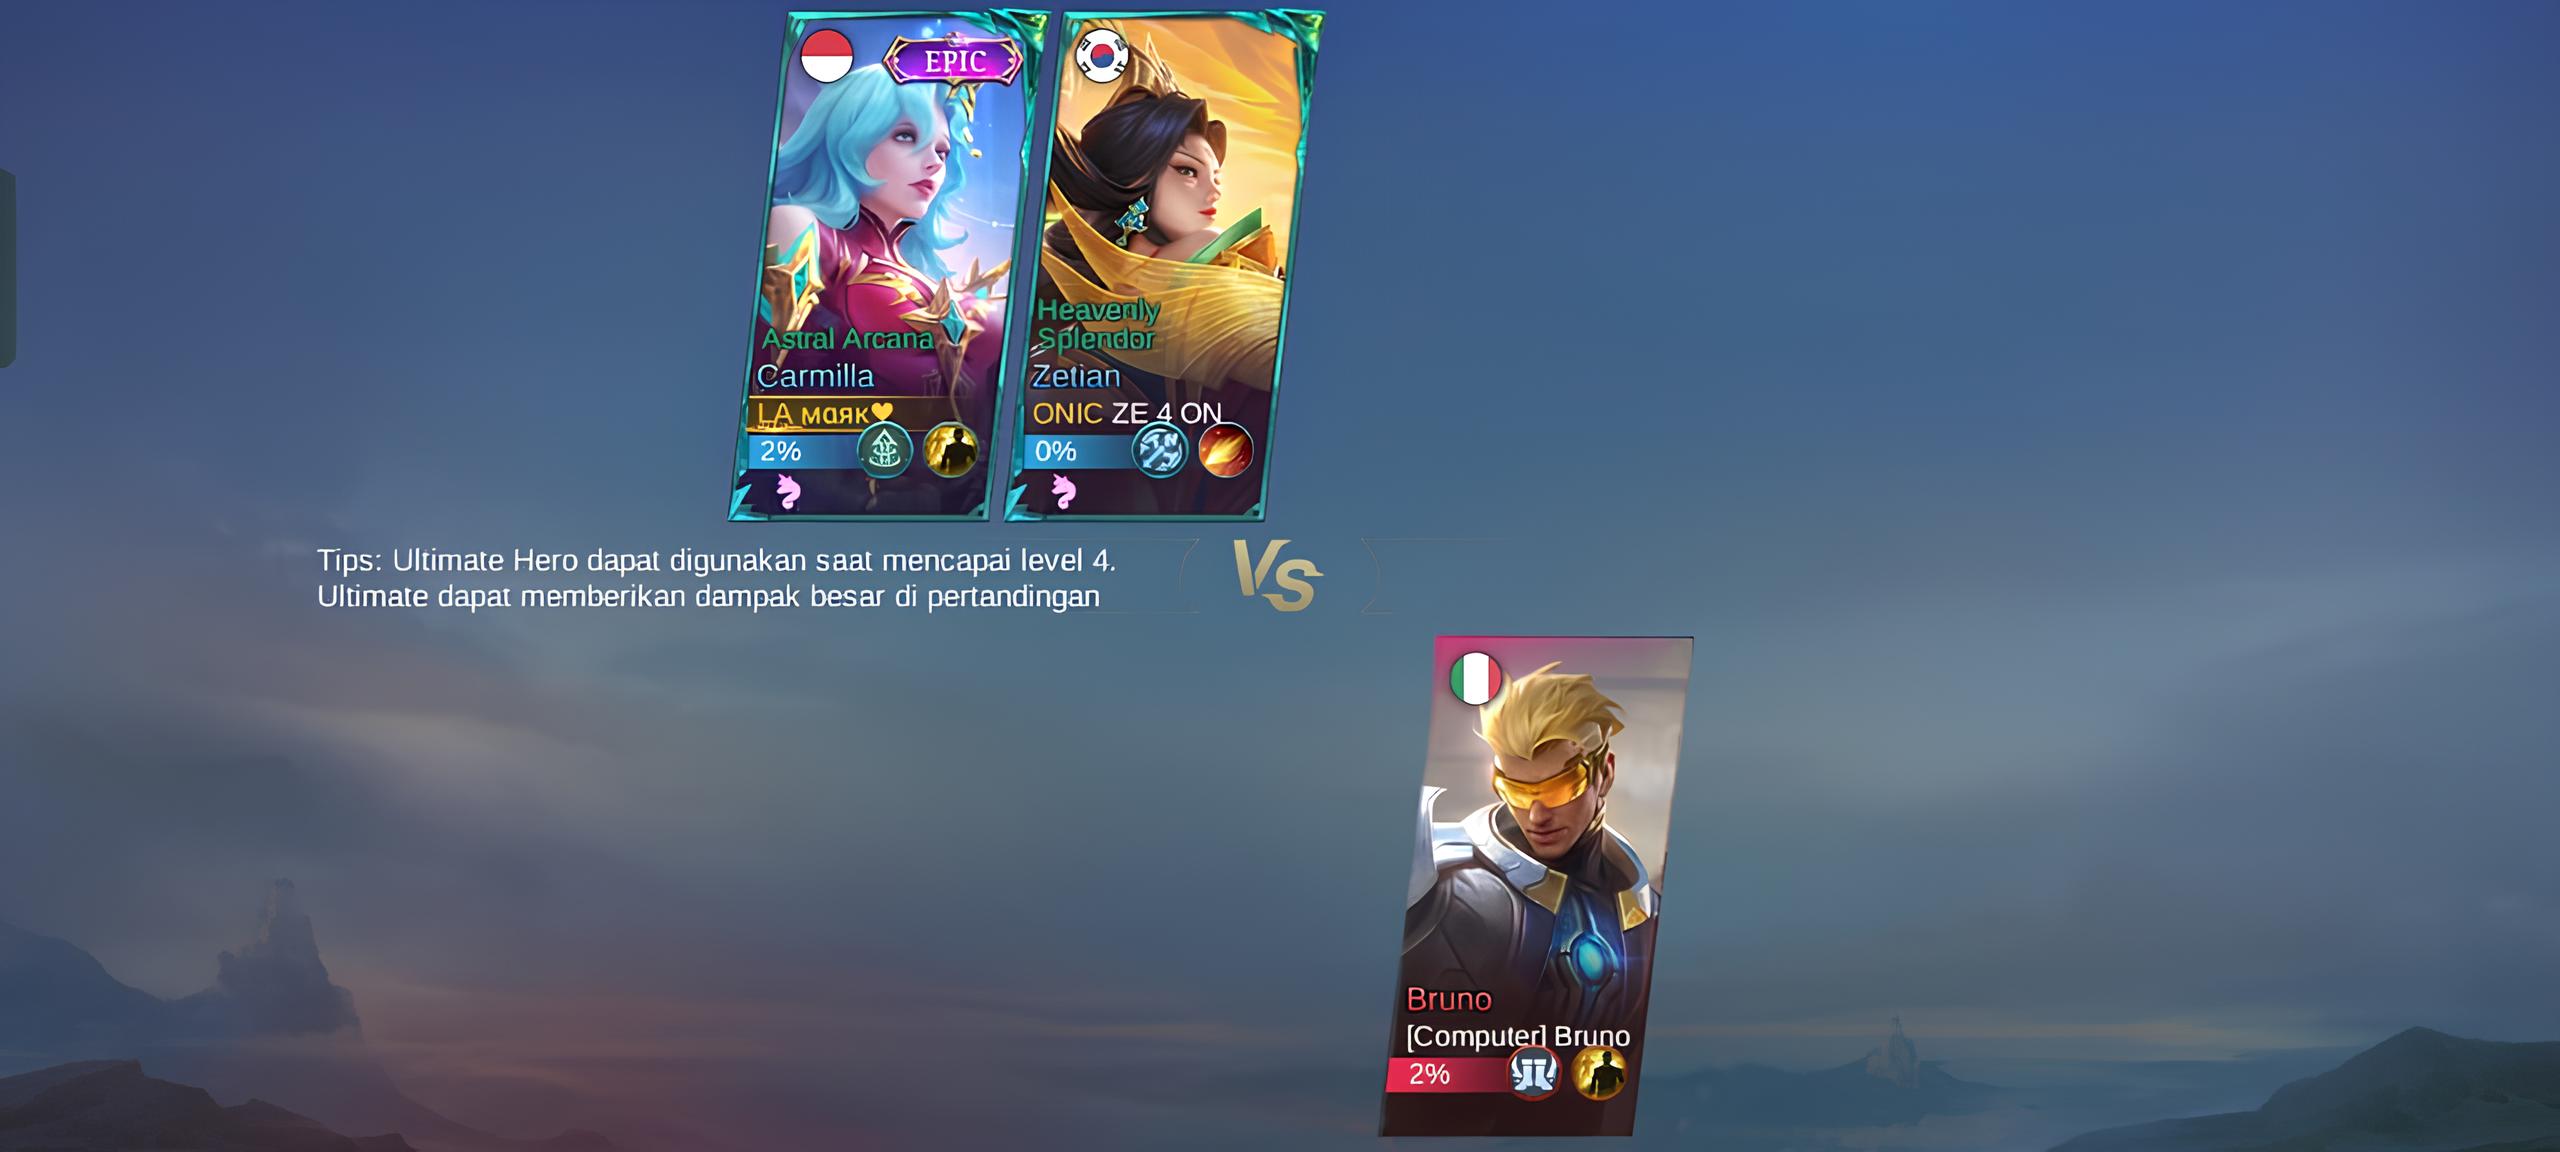 EPIC
Astral Arcana
Carmilla
LA маяк♥
2%
Heavenly
Splendor
Zetian
ONIC ZE 4 ON
0%
Tips: Ultimate Hero dapat digunakan saat mencapai level 4.
Ultimate dapat memberikan dampak besar di pertandingan
VS
Bruno
[Computer] Bruno
2%